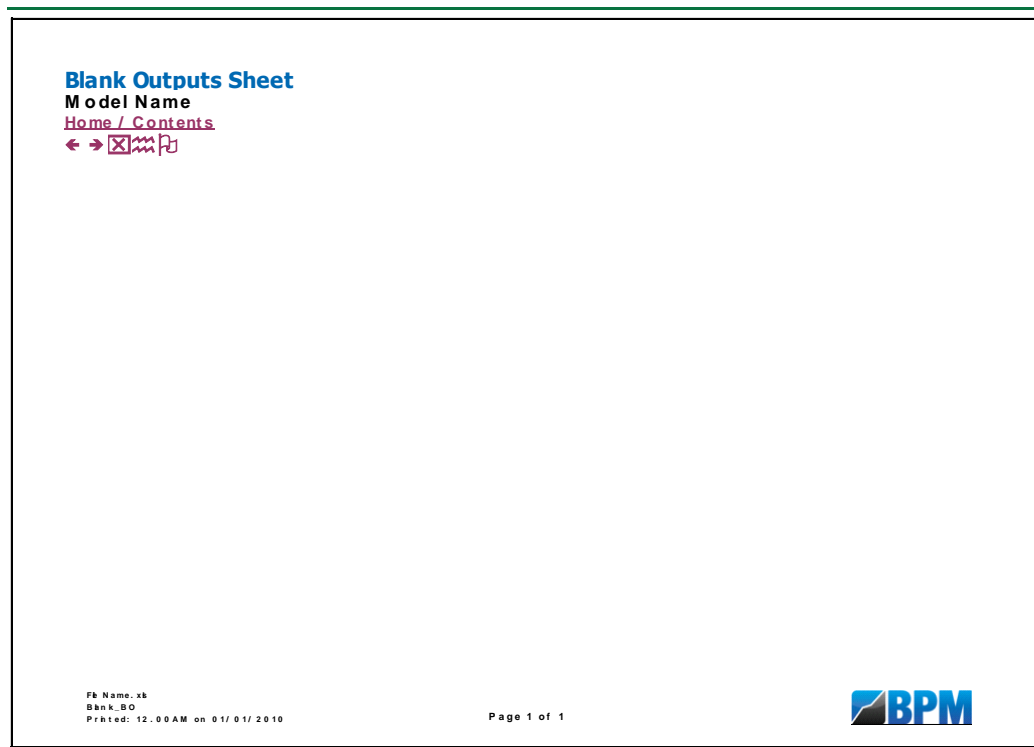 Blank Outputs Sheet
Model Name
Home / Contents
File Name.xls
Blank_BO
Printed: 12.00AM on 01/01/2010
Page 1 of 1
BPM